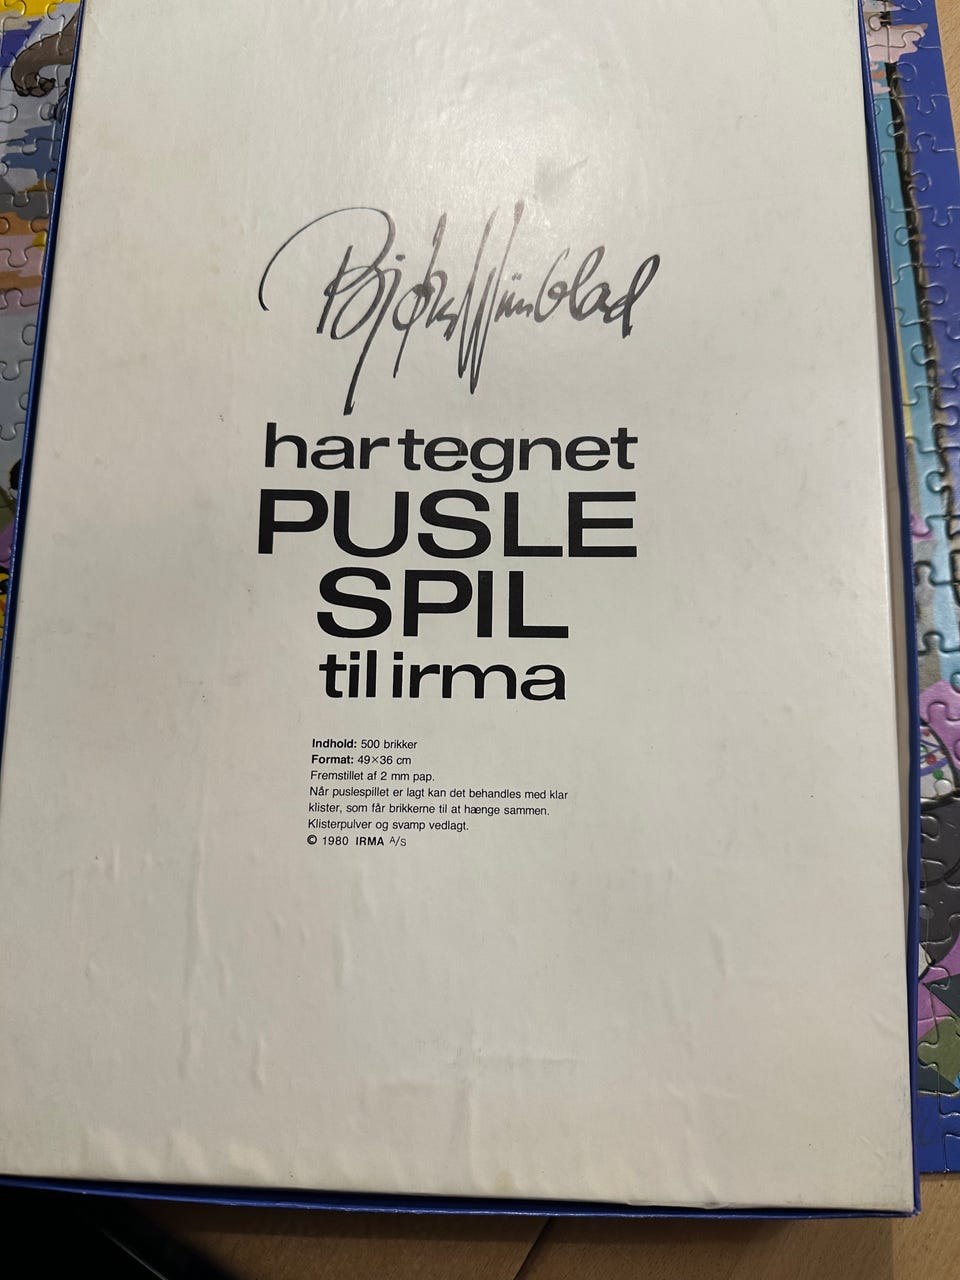 Bjørn Wiinblad
har tegnet
PUSLE
SPIL
til irma
Indhold: 500 brikker
Format: 49×36 cm
Fremstillet af 2 mm pap.
Når puslespillet er lagt kan det behandles med klar
klister, som får brikkerne til at hænge sammen.
Klisterpulver og svamp vedlagt.
© 1980 IRMA A/S